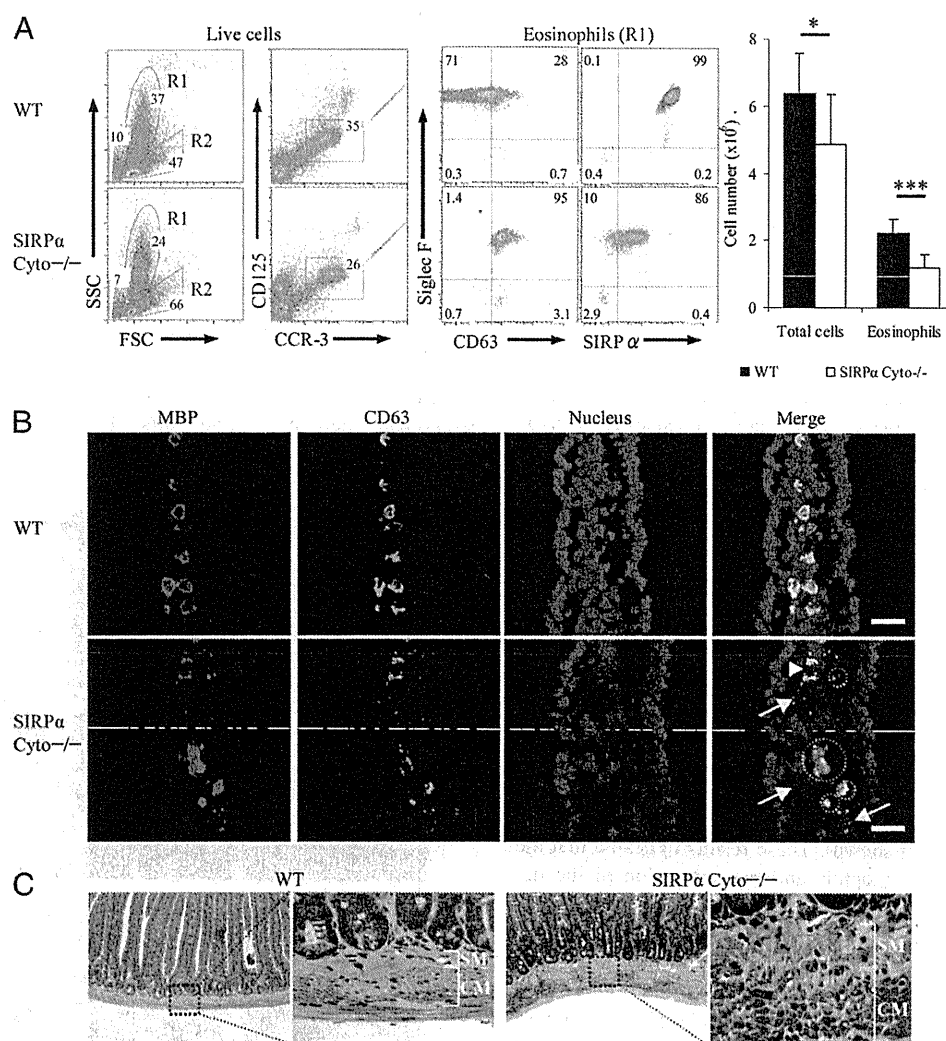 A
Live cells
Eosinophils (R1)
WT
R1
37
10
R2
47
35
71
28
0.3
0.7
0.1
99
0.4
0.2
SIRPα
Cyto−/−
R1
24
7
R2
66
26
1.4
95
0.7
3.1
10
86
2.9
0.4
SSC
FSC
CD125
CCR-3
Siglec F
CD63
SIRP α
Cell number (x10
8
6
4
2
0
*
***
Total cells
Eosinophils
WT
SIRPα Cyto-/-
B
MBP
CD63
Nucleus
Merge
WT
SIRPα
Cyto−/−
C
WT
SIRPα Cyto−/−
SM
CM
SM
CM